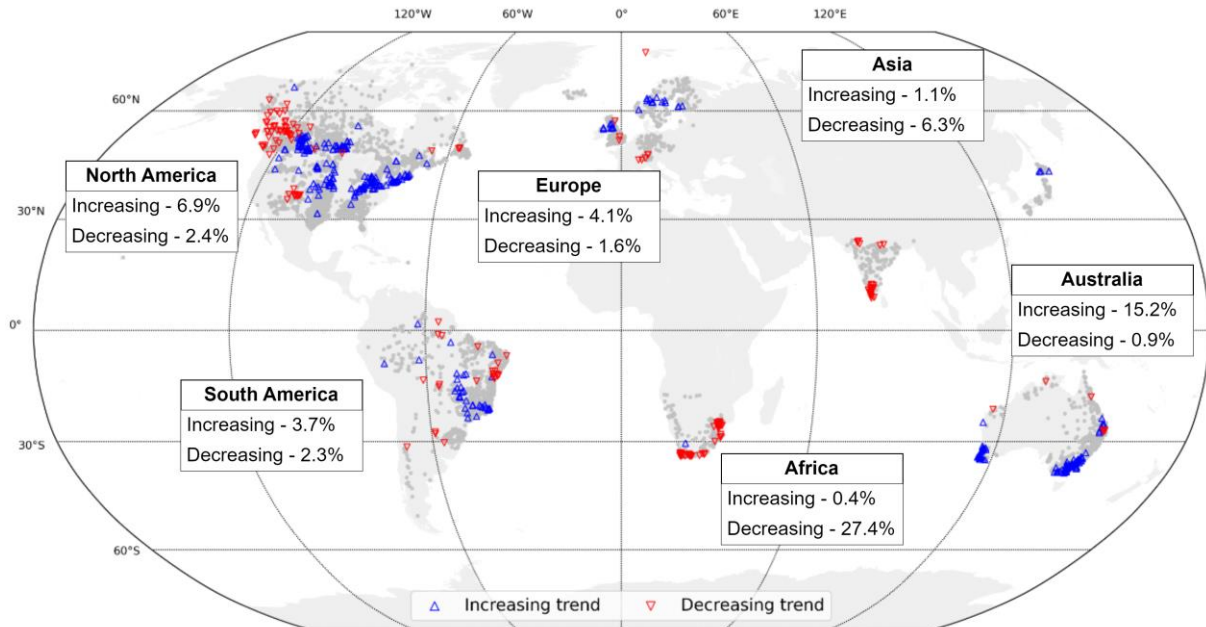 120°W 60°W 0° 60°E 120°E
60°N
30°N
0°
30°S
60°S
Asia
Increasing - 1.1%
Decreasing - 6.3%
North America
Increasing - 6.9%
Decreasing - 2.4%
Europe
Increasing - 4.1%
Decreasing - 1.6%
Australia
Increasing - 15.2%
Decreasing - 0.9%
South America
Increasing - 3.7%
Decreasing - 2.3%
Africa
Increasing - 0.4%
Decreasing - 27.4%
Increasing trend Decreasing trend